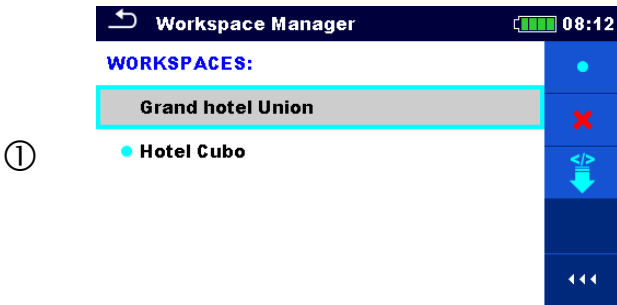 Workspace Manager 08:12
WORKSPACES:
Grand hotel Union
Hotel Cubo
①